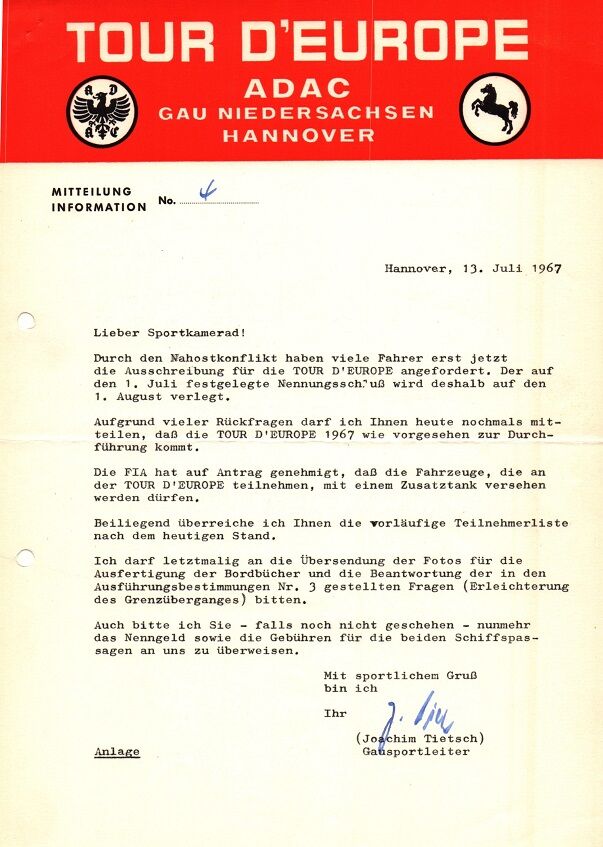 TOUR D'EUROPE
ADAC
GAU NIEDERSACHSEN
HANNOVER
A D
A C
MITTEILUNG
INFORMATION No. 4
Hannover, 13. Juli 1967
Lieber Sportkamerad!
Durch den Nahostkonflikt haben viele Fahrer erst jetzt
die Ausschreibung für die TOUR D'EUROPE angefordert. Der auf
den 1. Juli festgelegte Nennungsschluß wird deshalb auf den
1. August verlegt.
Aufgrund vieler Rückfragen darf ich Ihnen heute nochmals mit-
teilen, daß die TOUR D'EUROPE 1967 wie vorgesehen zur Durch-
führung kommt.
Die FIA hat auf Antrag genehmigt, daß die Fahrzeuge, die an
der TOUR D'EUROPE teilnehmen, mit einem Zusatztank versehen
werden dürfen.
Beiliegend überreiche ich Ihnen die vorläufige Teilnehmerliste
nach dem heutigen Stand.
Ich darf letztmalig an die Übersendung der Fotos für die
Ausfertigung der Bordbücher und die Beantwortung der in den
Ausführungsbestimmungen Nr. 3 gestellten Fragen (Erleichterung
des Grenzüberganges) bitten.
Auch bitte ich Sie - falls noch nicht geschehen - nunmehr
das Nenngeld sowie die Gebühren für die beiden Schiffspas-
sagen an uns zu überweisen.
Mit sportlichem Gruß
bin ich
Ihr
(Joachim Tietsch)
Anlage Gausportleiter